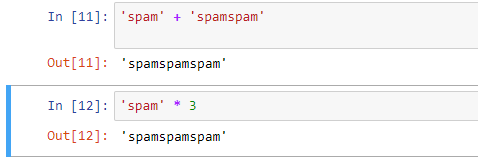 In [11]: 'spam' + 'spamspam'
Out[11]: 'spamspamspam'
In [12]: 'spam' * 3
Out[12]: 'spamspamspam'